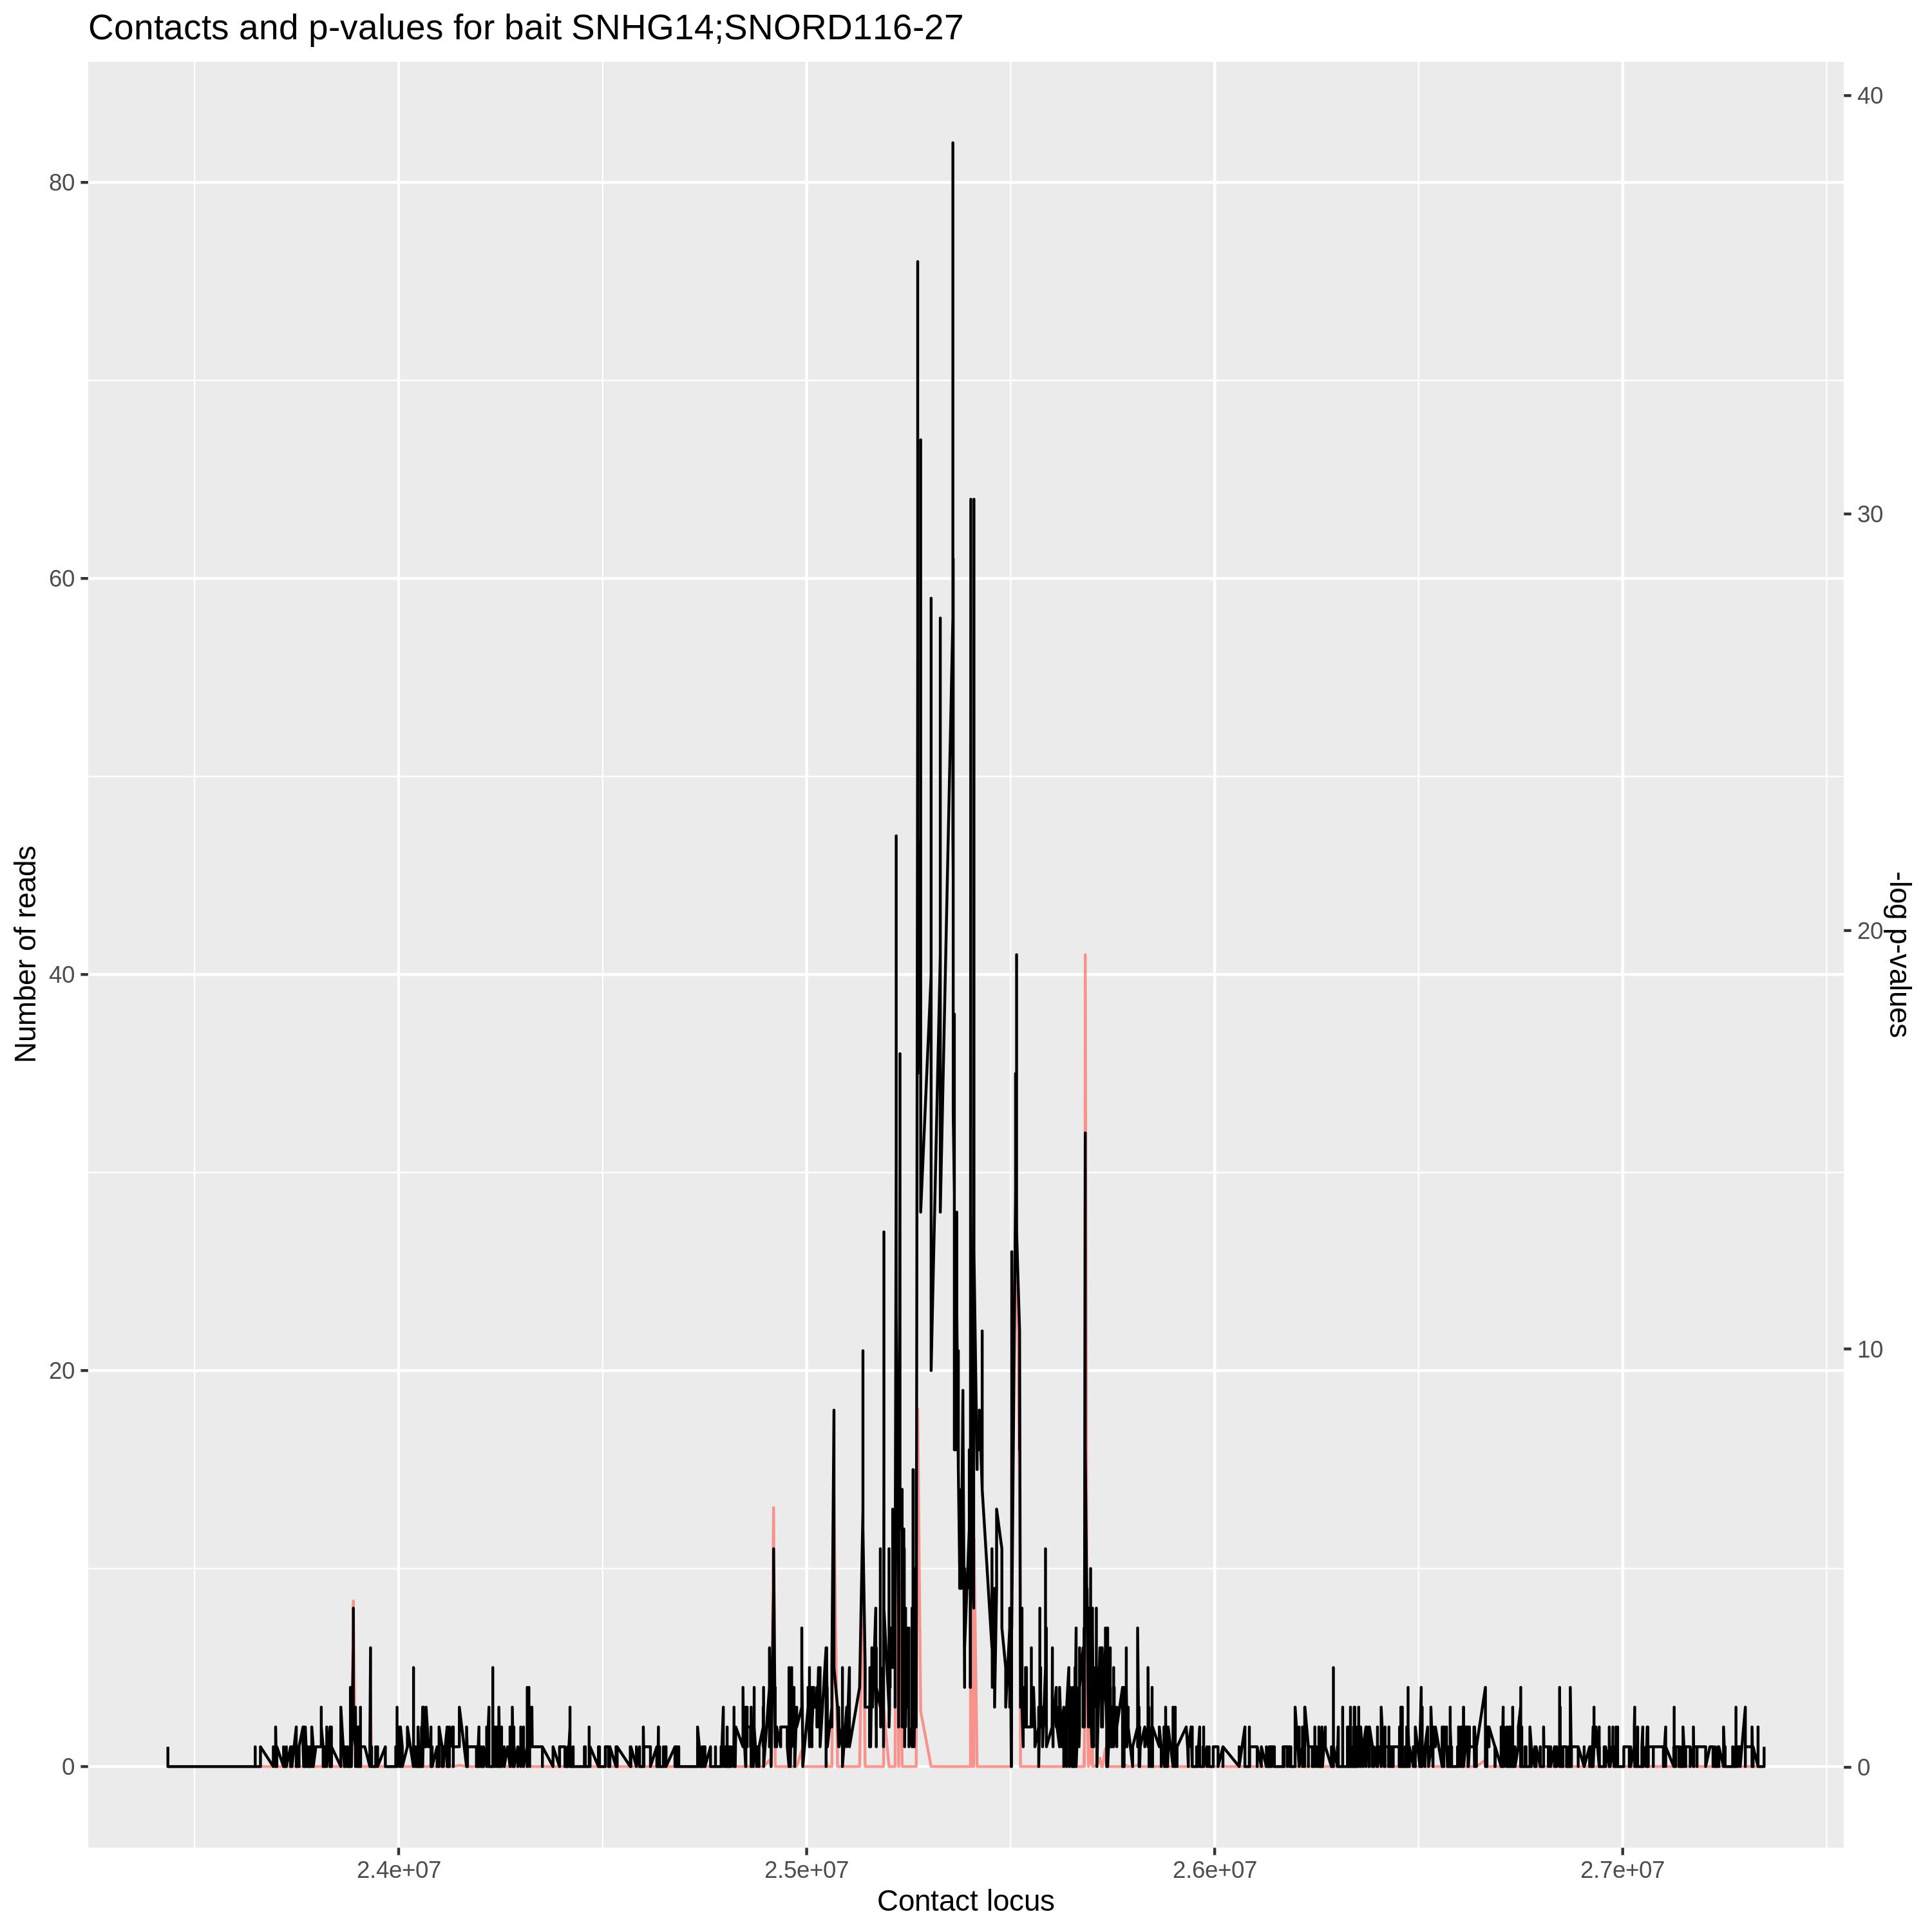 Contacts and p-values for bait SNHG14;SNORD116-27
80
60
40
20
0
Number of reads
40
30
20
10
0
-log p-values
2.4e+07 2.5e+07 2.6e+07 2.7e+07
Contact locus